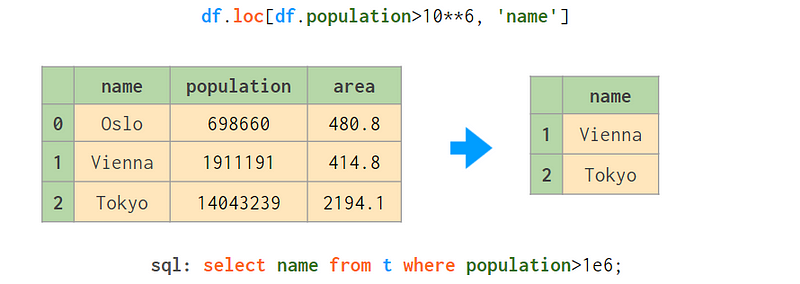 df.loc[df.population>10**6, 'name']
name population area
name
0 Oslo 698660 480.8
1 Vienna 1911191 414.8
1 Vienna
2 Tokyo 14043239 2194.1
2 Tokyo
sql: select name from t where population>1e6;